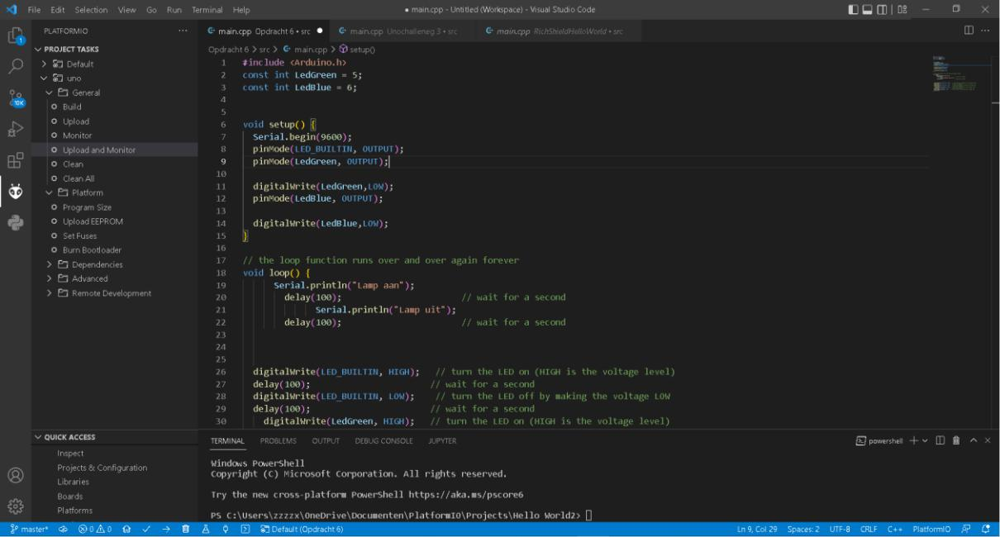 File Edit Selection View Go Run Terminal Help ● main.cpp - Untitled (Workspace) - Visual Studio Code
PLATFORMIO ...
PROJECT TASKS
Default
uno
General
Build
Upload
Monitor
Upload and Monitor
Clean
Clean All
Platform
Program Size
Upload EEPROM
Set Fuses
Burn Bootloader
Dependencies
Advanced
Remote Development
QUICK ACCESS
Inspect
Projects & Configuration
Libraries
Boards
Platforms
1
10K
main.cpp Opdracht 6 • src ● main.cpp Unochalleneg 3 • src main.cpp RichShieldHelloWorld • src
Opdracht 6 > src > main.cpp > setup()
1 #include <Arduino.h>
2 const int LedGreen = 5;
3 const int LedBlue = 6;
4
5
6 void setup() {
7 Serial.begin(9600);
8 pinMode(LED_BUILTIN, OUTPUT);
9 pinMode(LedGreen, OUTPUT);
10
11 digitalWrite(LedGreen,LOW);
12 pinMode(LedBlue, OUTPUT);
13
14 digitalWrite(LedBlue,LOW);
15 }
16
17 // the loop function runs over and over again forever
18 void loop() {
19 Serial.println("Lamp aan");
20 delay(100); // wait for a second
21 Serial.println("Lamp uit");
22 delay(100); // wait for a second
23
24
25
26 digitalWrite(LED_BUILTIN, HIGH); // turn the LED on (HIGH is the voltage level)
27 delay(100); // wait for a second
28 digitalWrite(LED_BUILTIN, LOW); // turn the LED off by making the voltage LOW
29 delay(100); // wait for a second
30 digitalWrite(LedGreen, HIGH); // turn the LED on (HIGH is the voltage level)
TERMINAL PROBLEMS OUTPUT DEBUG CONSOLE JUPYTER powershell
Windows PowerShell
Copyright (C) Microsoft Corporation. All rights reserved.
Try the new cross-platform PowerShell https://aka.ms/pscore6
PS C:\Users\zzzzx\OneDrive\Documenten\PlatformIO\Projects\Hello World2>
master* 0 0 Default (Opdracht 6) Ln 9, Col 29 Spaces: 2 UTF-8 CRLF C++ PlatformIO